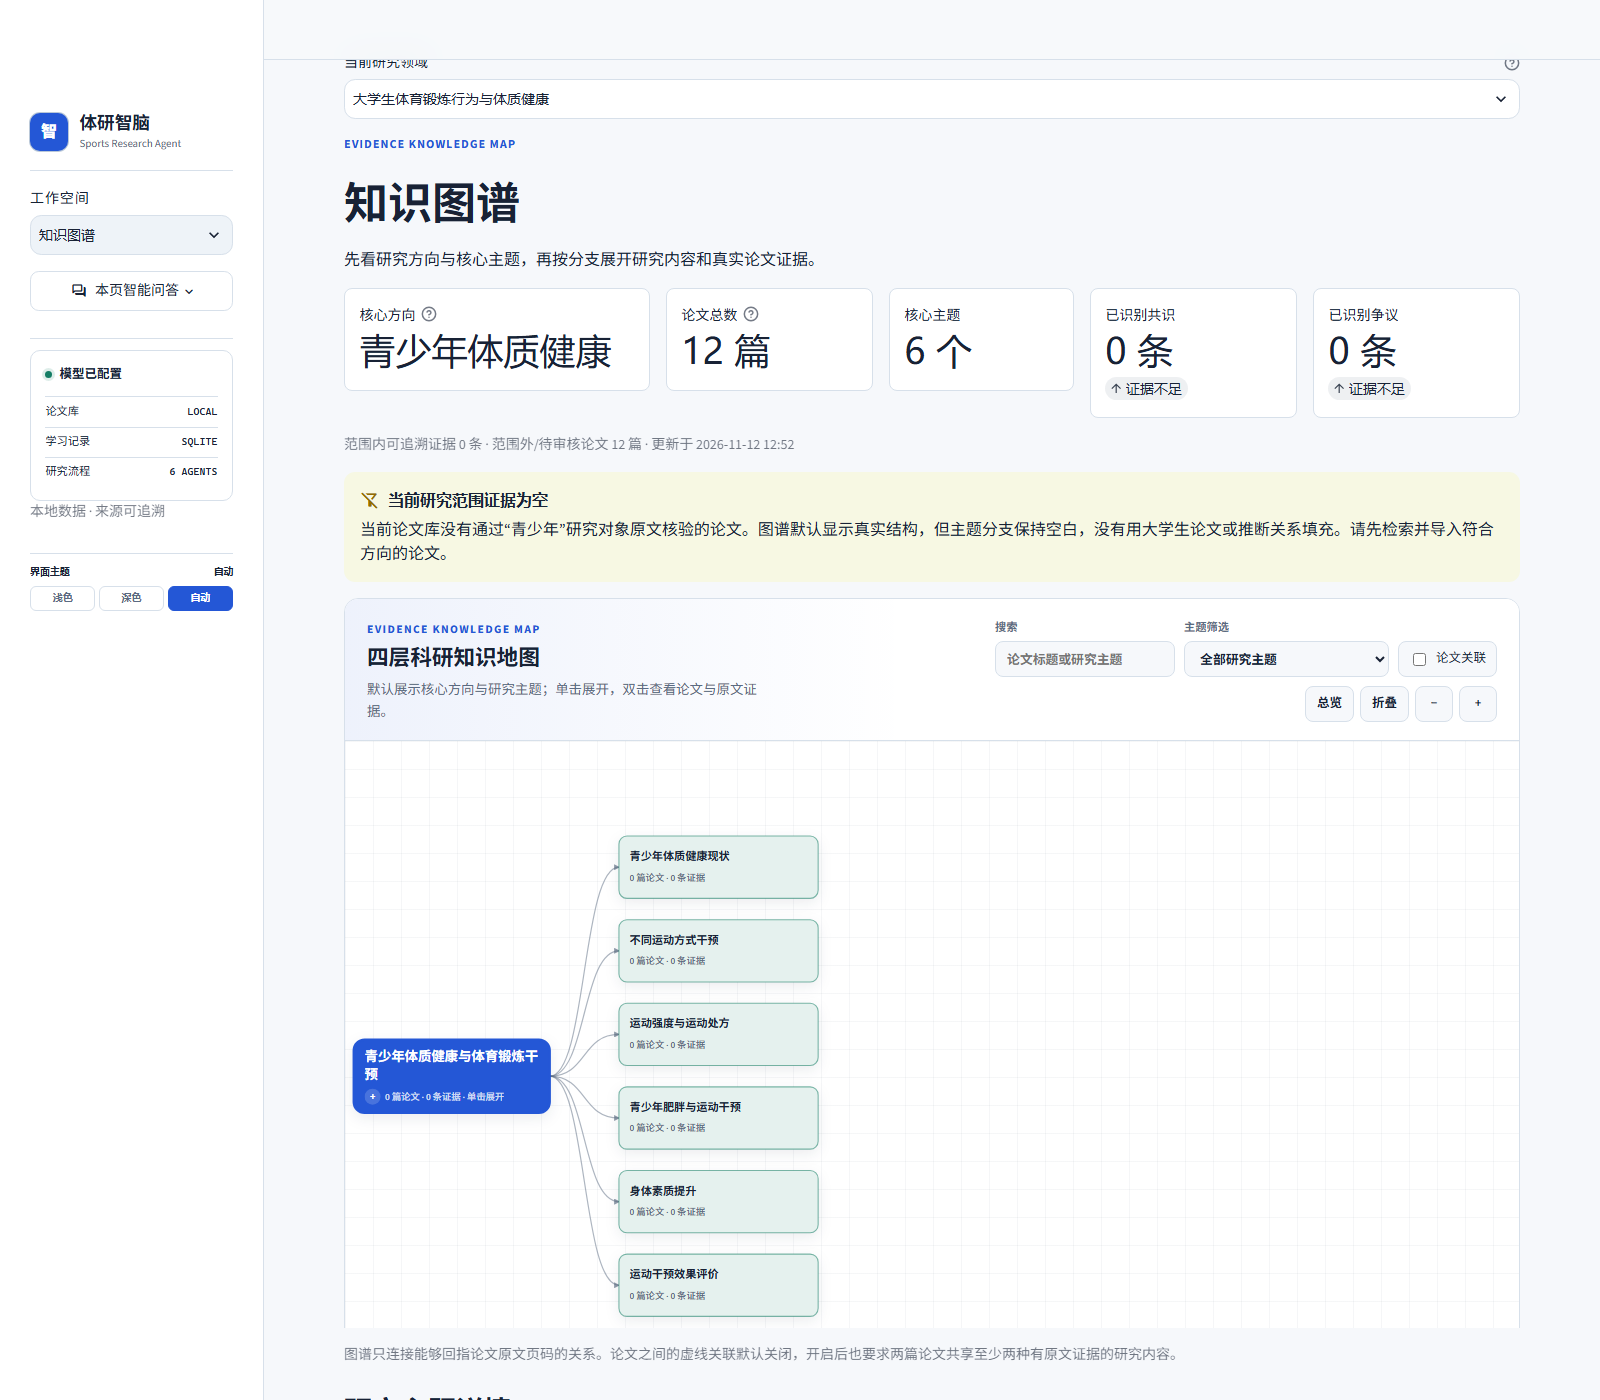 智
体研智脑
Sports Research Agent
工作空间
知识图谱
本页智能问答
模型已配置
论文库 LOCAL
学习记录 SQLITE
研究流程 6 AGENTS
本地数据 · 来源可追溯
界面主题 自动
浅色 深色 自动
当前研究领域
大学生体育锻炼行为与体质健康
EVIDENCE KNOWLEDGE MAP
知识图谱
先看研究方向与核心主题，再按分支展开研究内容和真实论文证据。
核心方向
青少年体质健康
论文总数
12 篇
核心主题
6 个
已识别共识
0 条
↑ 证据不足
已识别争议
0 条
↑ 证据不足
范围内可追溯证据 0 条 · 范围外/待审核论文 12 篇 · 更新于 2026-11-12 12:52
当前研究范围证据为空
当前论文库没有通过“青少年”研究对象原文核验的论文。图谱默认显示真实结构，但主题分支保持空白，没有用大学生论文或推断关系填充。请先检索并导入符合
方向的论文。
EVIDENCE KNOWLEDGE MAP
四层科研知识地图
默认展示核心方向与研究主题；单击展开，双击查看论文与原文证
据。
搜索
论文标题或研究主题
主题筛选
全部研究主题
论文关联
总览 折叠 − +
青少年体质健康与体育锻炼干
预
+ 0 篇论文 · 0 条证据 · 单击展开
青少年体质健康现状
0 篇论文 · 0 条证据
不同运动方式干预
0 篇论文 · 0 条证据
运动强度与运动处方
0 篇论文 · 0 条证据
青少年肥胖与运动干预
0 篇论文 · 0 条证据
身体素质提升
0 篇论文 · 0 条证据
运动干预效果评价
0 篇论文 · 0 条证据
图谱只连接能够回指论文原文页码的关系。论文之间的虚线关联默认关闭，开启后也要求两篇论文共享至少两种有原文证据的研究内容。